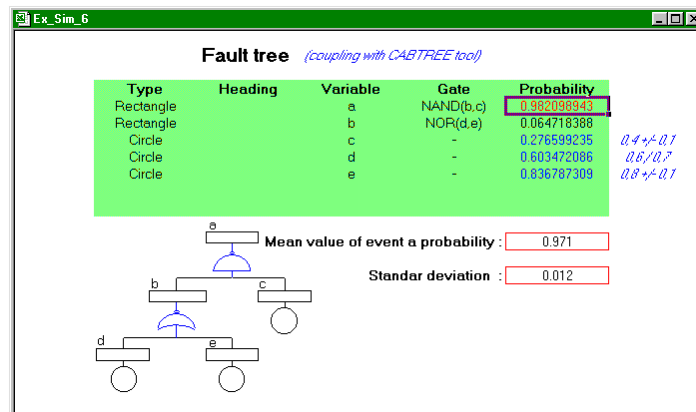 Ex_Sim_6
Fault tree (coupling with CABTREE tool)
Type Heading Variable Gate Probability
Rectangle a NAND(b,c) 0.982098943
Rectangle b NOR(d,e) 0.064718388
Circle c - 0.276599235 0,4 +/- 0,1
Circle d - 0.603472086 0,6 / 0,7
Circle e - 0.836787309 0,8 +/- 0,1
a
Mean value of event a probability : 0.971
Standar deviation : 0.012
b c
d e